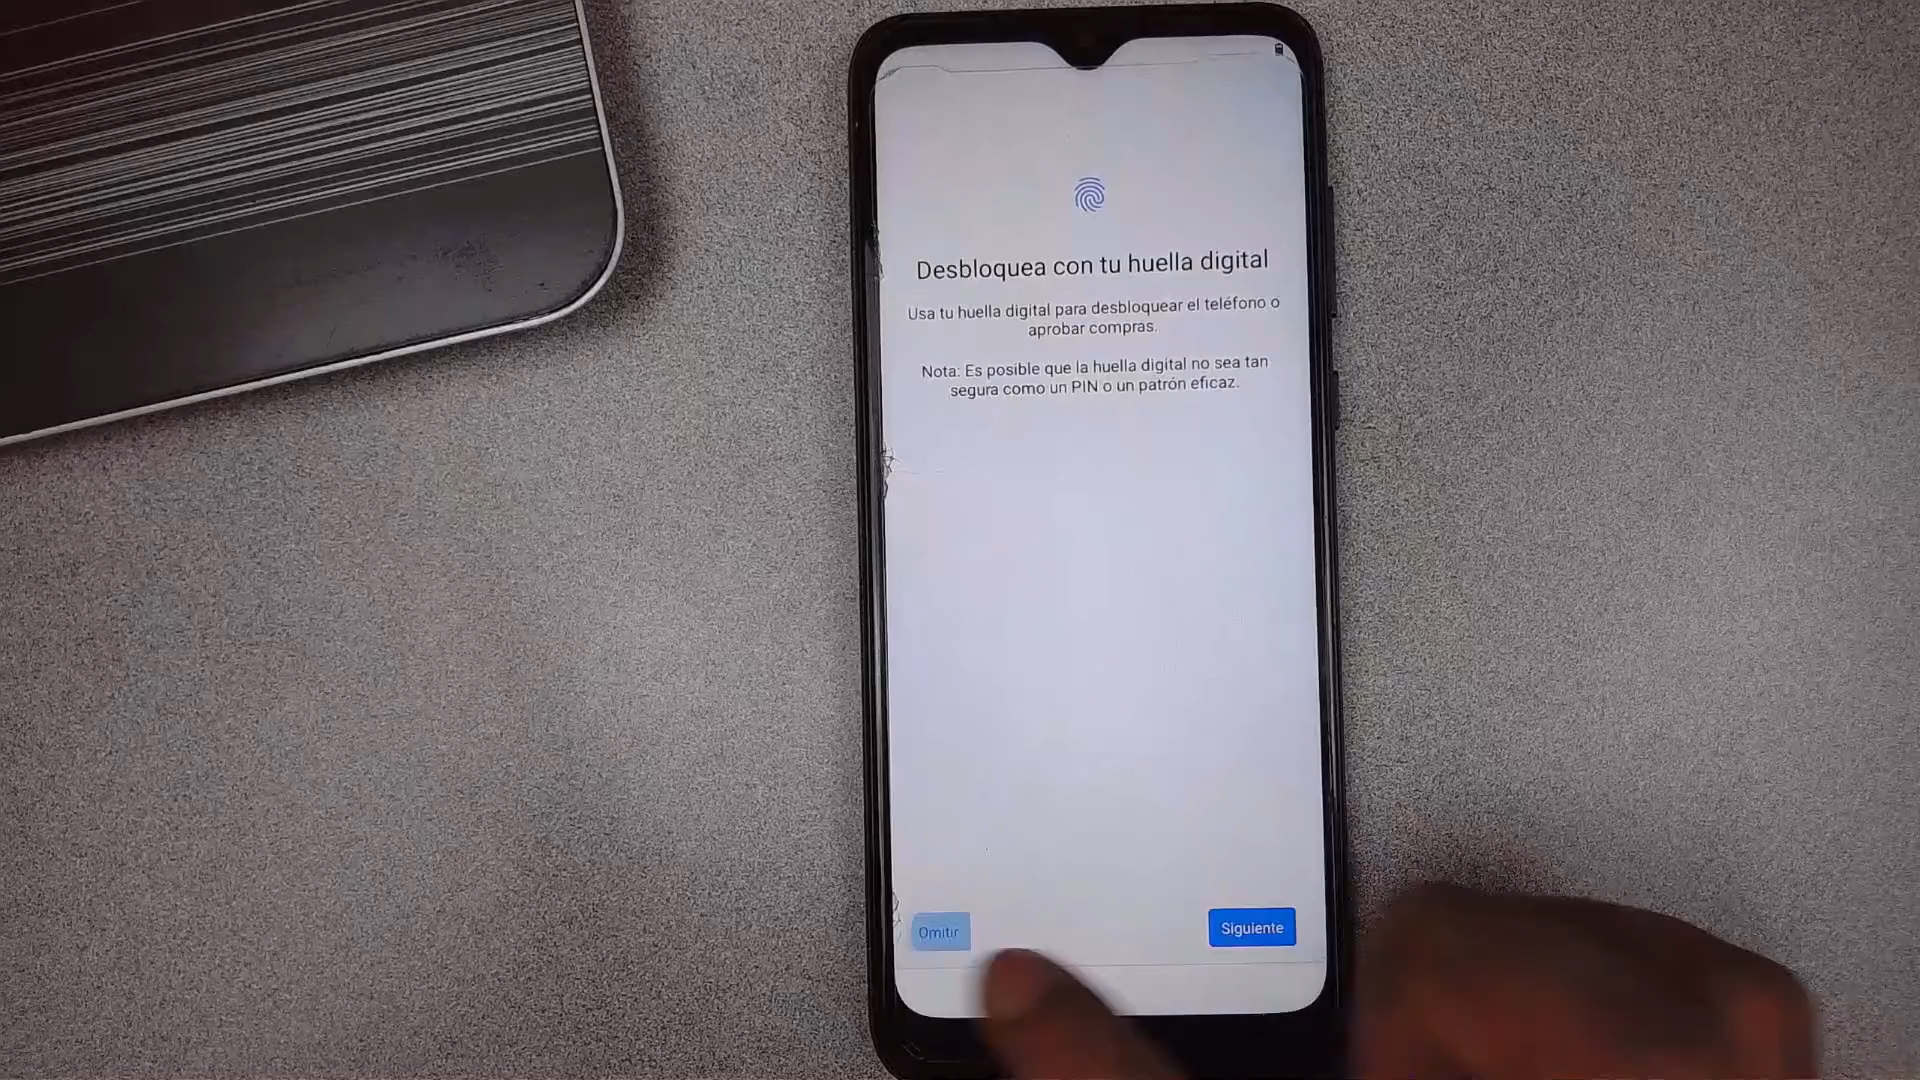 Desbloquea con tu huella digital
Usa tu huella digital para desbloquear el teléfono o
aprobar compras.
Nota: Es posible que la huella digital no sea tan
segura como un PIN o un patrón eficaz.
Omitir
Siguiente